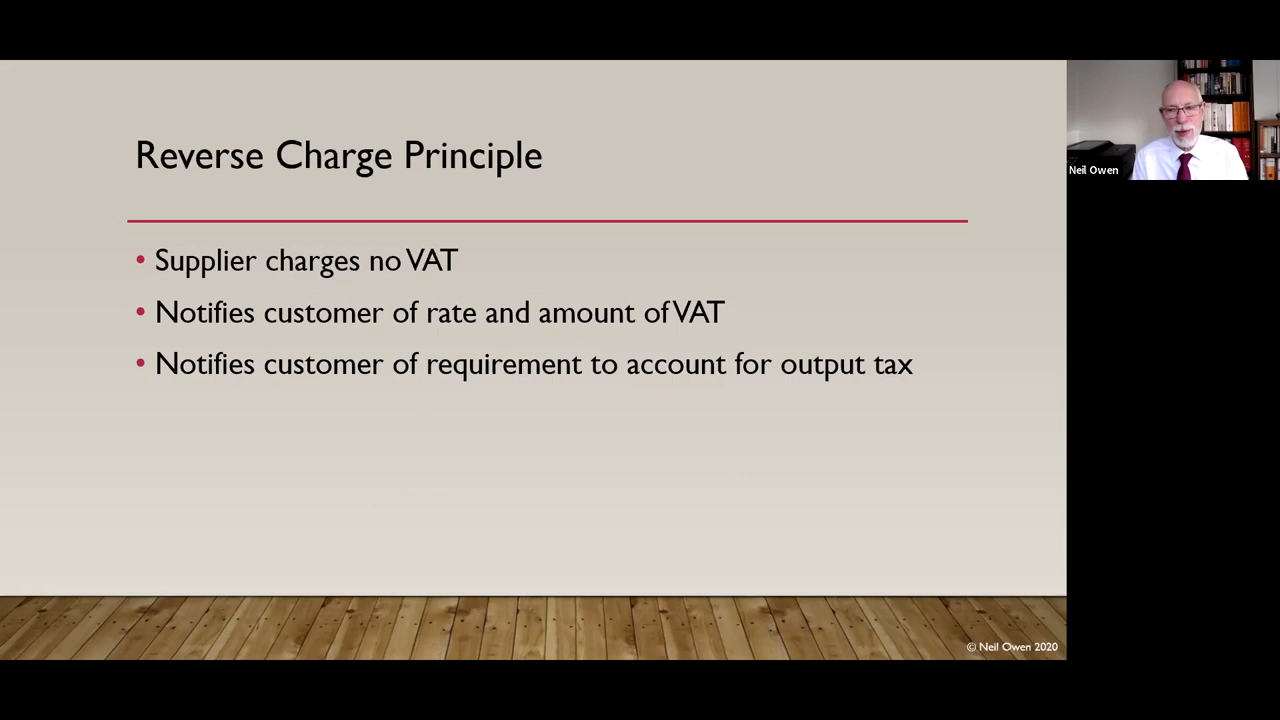 Reverse Charge Principle
• Supplier charges no VAT
• Notifies customer of rate and amount of VAT
• Notifies customer of requirement to account for output tax
Neil Owen
© Neil Owen 2020